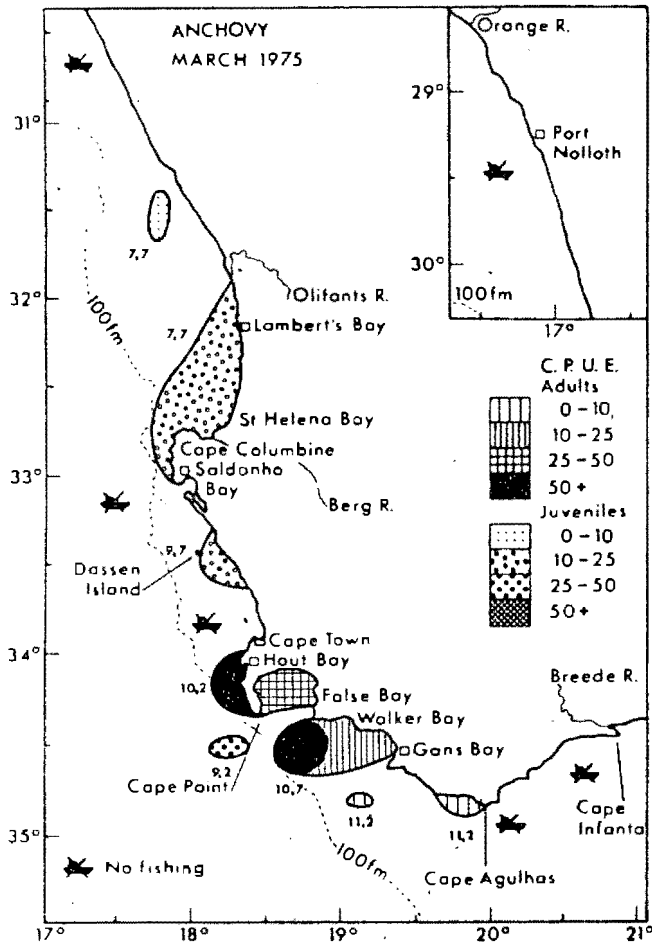 ANCHOVY
MARCH 1975
Orange R.
29°
Port
Nolloth
30°
100fm
17°
31°
7,7
32°
100fm
Olifants R.
7,7
Lambert's Bay
St Helena Bay
Cape Columbine
Saldanha
Bay
33°
Berg R.
9,7
Dassen
Island
C. P. U. E.
Adults
0 – 10
10 – 25
25 – 50
50 +
Juveniles
0 – 10
10 – 25
25 – 50
50 +
Cape Town
Hout Bay
34°
10,2
False Bay
Walker Bay
Breede R.
Gans Bay
9,2
Cape Point
10,7
11,2
11,2
Cape
Infanta
35°
100fm
No fishing
Cape Agulhas
17°
18°
19°
20°
21°